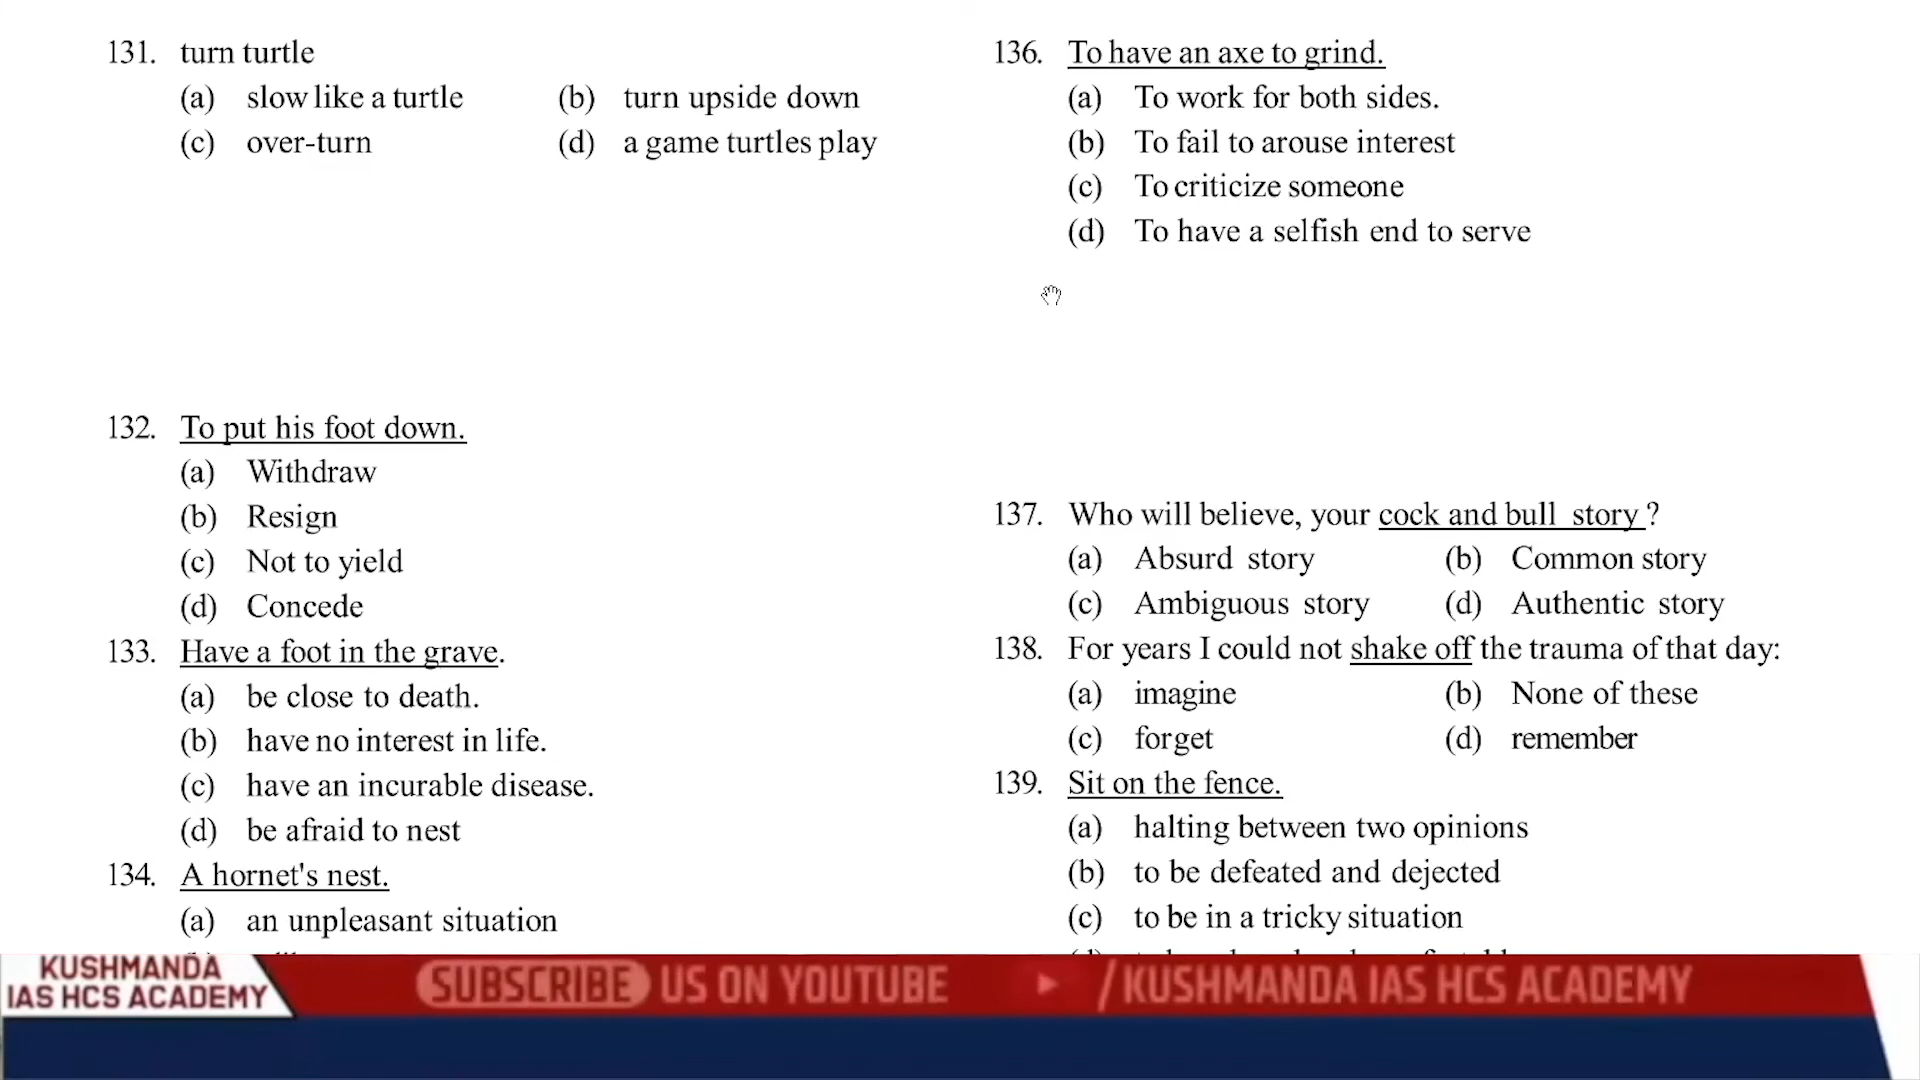 131. turn turtle
(a) slow like a turtle (b) turn upside down
(c) over-turn (d) a game turtles play
132. To put his foot down.
(a) Withdraw
(b) Resign
(c) Not to yield
(d) Concede
133. Have a foot in the grave.
(a) be close to death.
(b) have no interest in life.
(c) have an incurable disease.
(d) be afraid to nest
134. A hornet's nest.
(a) an unpleasant situation
136. To have an axe to grind.
(a) To work for both sides.
(b) To fail to arouse interest
(c) To criticize someone
(d) To have a selfish end to serve
137. Who will believe, your cock and bull story ?
(a) Absurd story (b) Common story
(c) Ambiguous story (d) Authentic story
138. For years I could not shake off the trauma of that day:
(a) imagine (b) None of these
(c) forget (d) remember
139. Sit on the fence.
(a) halting between two opinions
(b) to be defeated and dejected
(c) to be in a tricky situation
KUSHMANDA
IAS HCS ACADEMY
SUBSCRIBE US ON YOUTUBE /KUSHMANDA IAS HCS ACADEMY